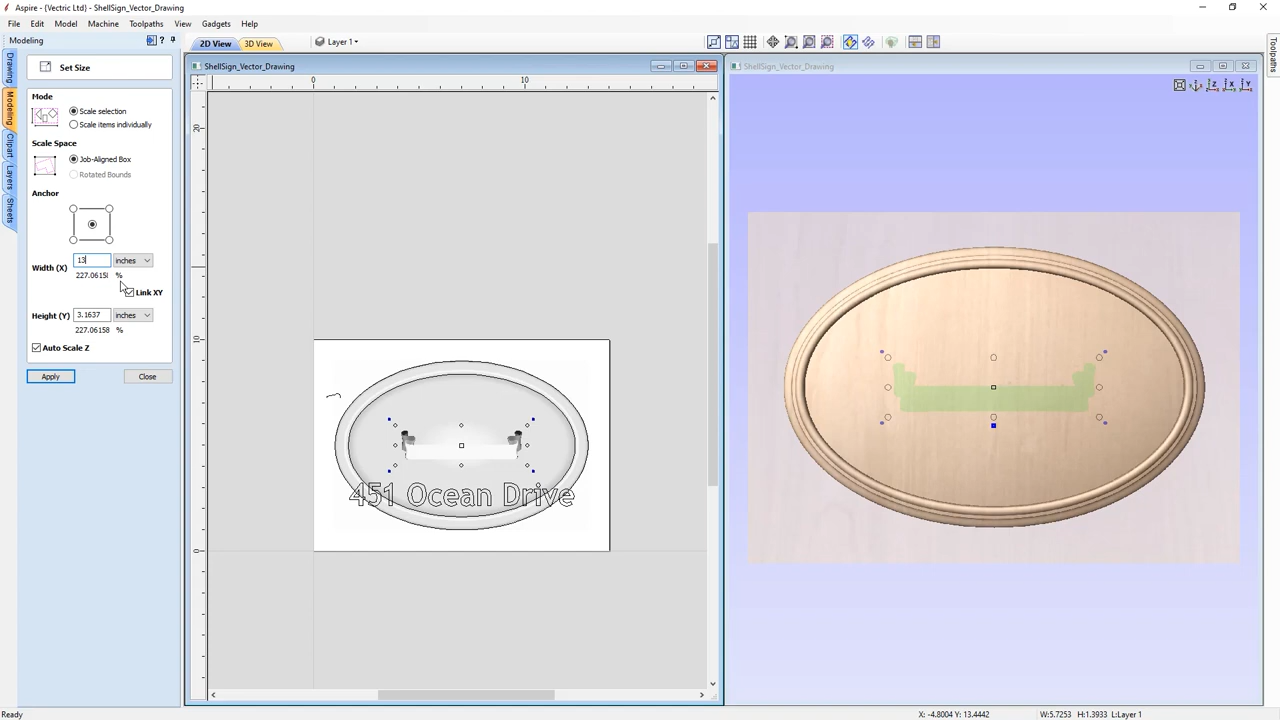 Aspire - {Vectric Ltd} - ShellSign_Vector_Drawing
File Edit Model Machine Toolpaths View Gadgets Help
Modeling
2D View
3D View
Layer 1
Toolpaths
Drawing
Modeling
Clipart
Layers
Sheets
Set Size
Mode
Scale selection
Scale items individually
Scale Space
Job-Aligned Box
Rotated Bounds
Anchor
Width (X) 13 inches
227.0615 %
Link XY
Height (Y) 3.1637 inches
227.06158 %
Auto Scale Z
Apply Close
ShellSign_Vector_Drawing
0 10
20
10
0
451 Ocean Drive
ShellSign_Vector_Drawing
Z X Y
Ready
X: -4.8004 Y: 13.4442
W:5.7253 H:1.3933 L:Layer 1